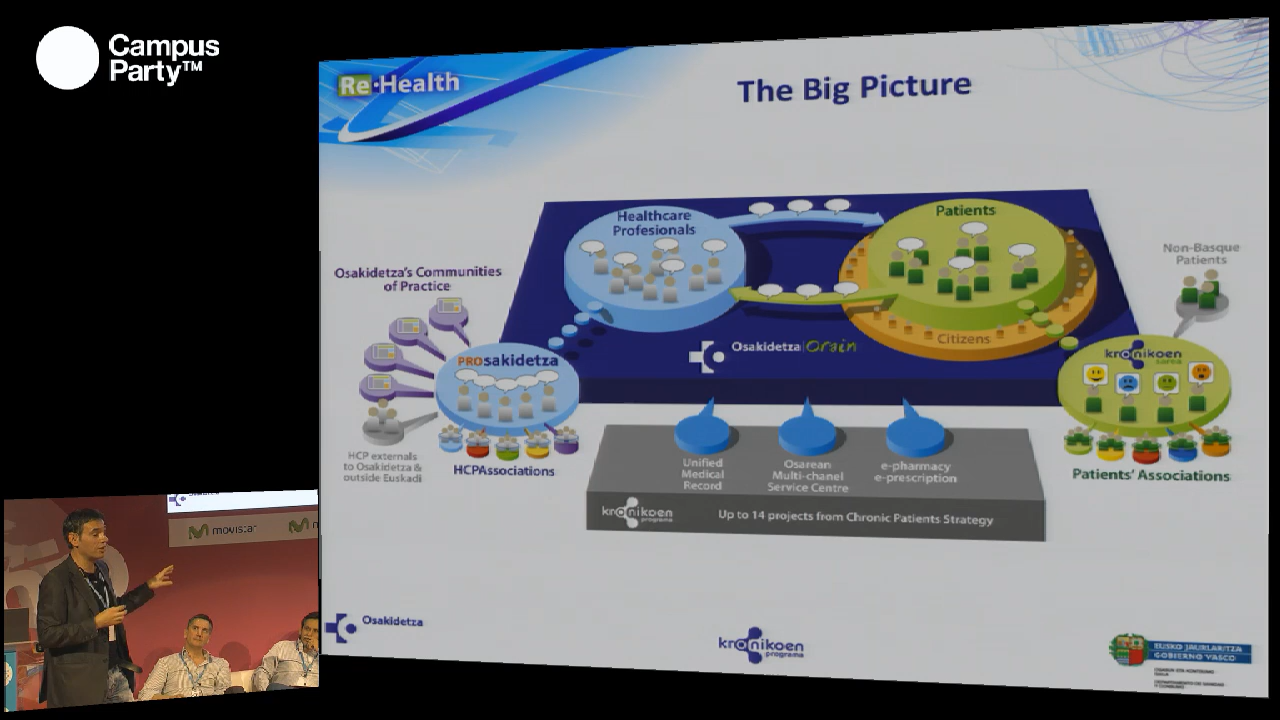 Campus
Party™
Re•Health
The Big Picture
Healthcare
Profesionals
Patients
Non-Basque
Patients
Osakidetza's Communities
of Practice
Citizens
Osakidetza Orain
PROsakidetza
kronikoen
sarea
HCP externals
to Osakidetza &
outside Euskadi
HCPAssociations
Unified
Medical
Record
Osarean
Multi-chanel
Service Centre
e-pharmacy
e-prescription
Patients' Associations
kronikoen
programa
Up to 14 projects from Chronic Patients Strategy
movistar
Osakidetza
kronikoen
programa
EUSKO JAURLARITZA
GOBIERNO VASCO